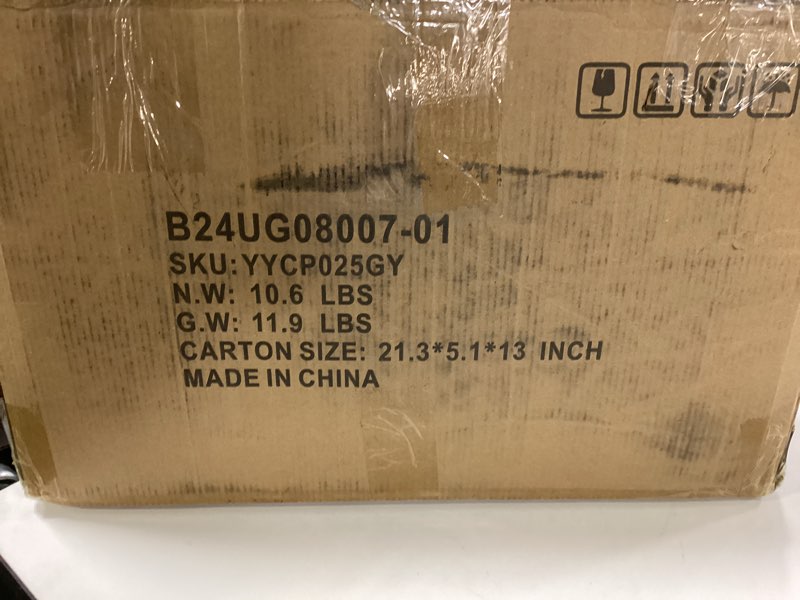 B24UG08007-01
SKU: YYCP025GY
N.W: 10.6 LBS
G.W: 11.9 LBS
CARTON SIZE: 21.3*5.1*13 INCH
MADE IN CHINA